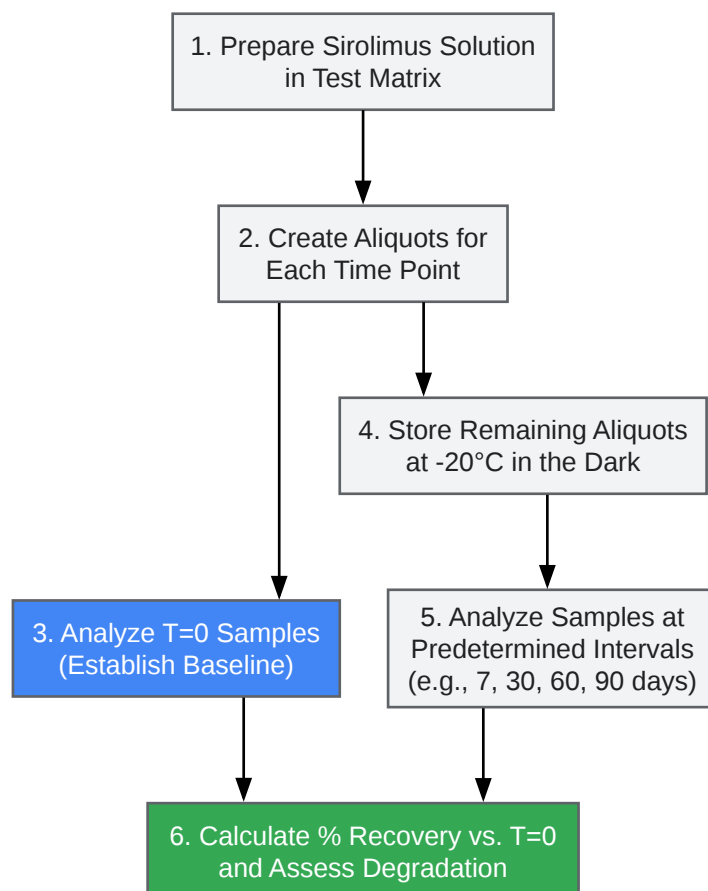 1. Prepare Sirolimus Solution
in Test Matrix
2. Create Aliquots for
Each Time Point
4. Store Remaining Aliquots
at -20°C in the Dark
3. Analyze T=0 Samples
(Establish Baseline)
5. Analyze Samples at
Predetermined Intervals
(e.g., 7, 30, 60, 90 days)
6. Calculate % Recovery vs. T=0
and Assess Degradation